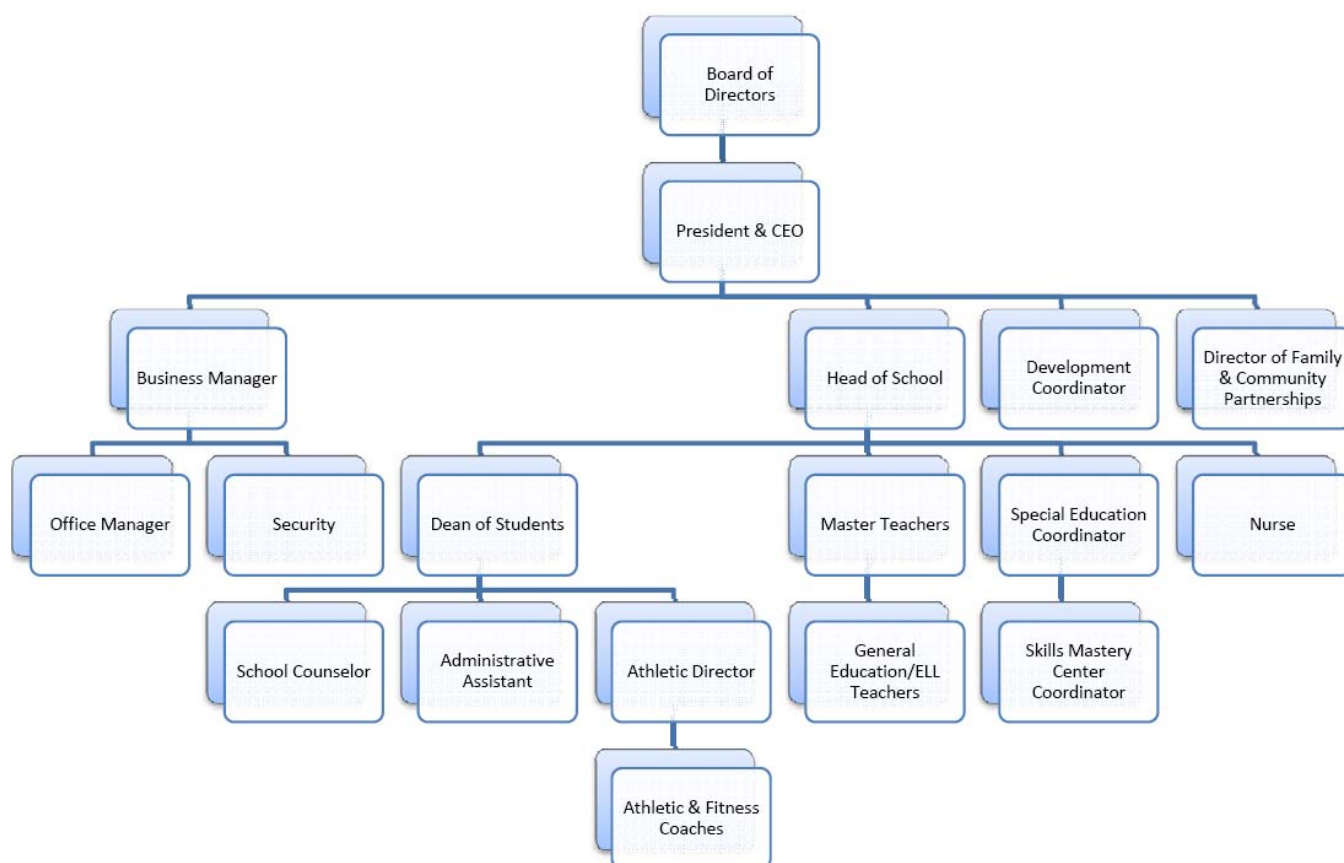 Board of
Directors
President & CEO
Business Manager
Head of School
Development
Coordinator
Director of Family
& Community
Partnerships
Office Manager
Security
Dean of Students
Master Teachers
Special Education
Coordinator
Nurse
School Counselor
Administrative
Assistant
Athletic Director
General
Education/ELL
Teachers
Skills Mastery
Center
Coordinator
Athletic & Fitness
Coaches